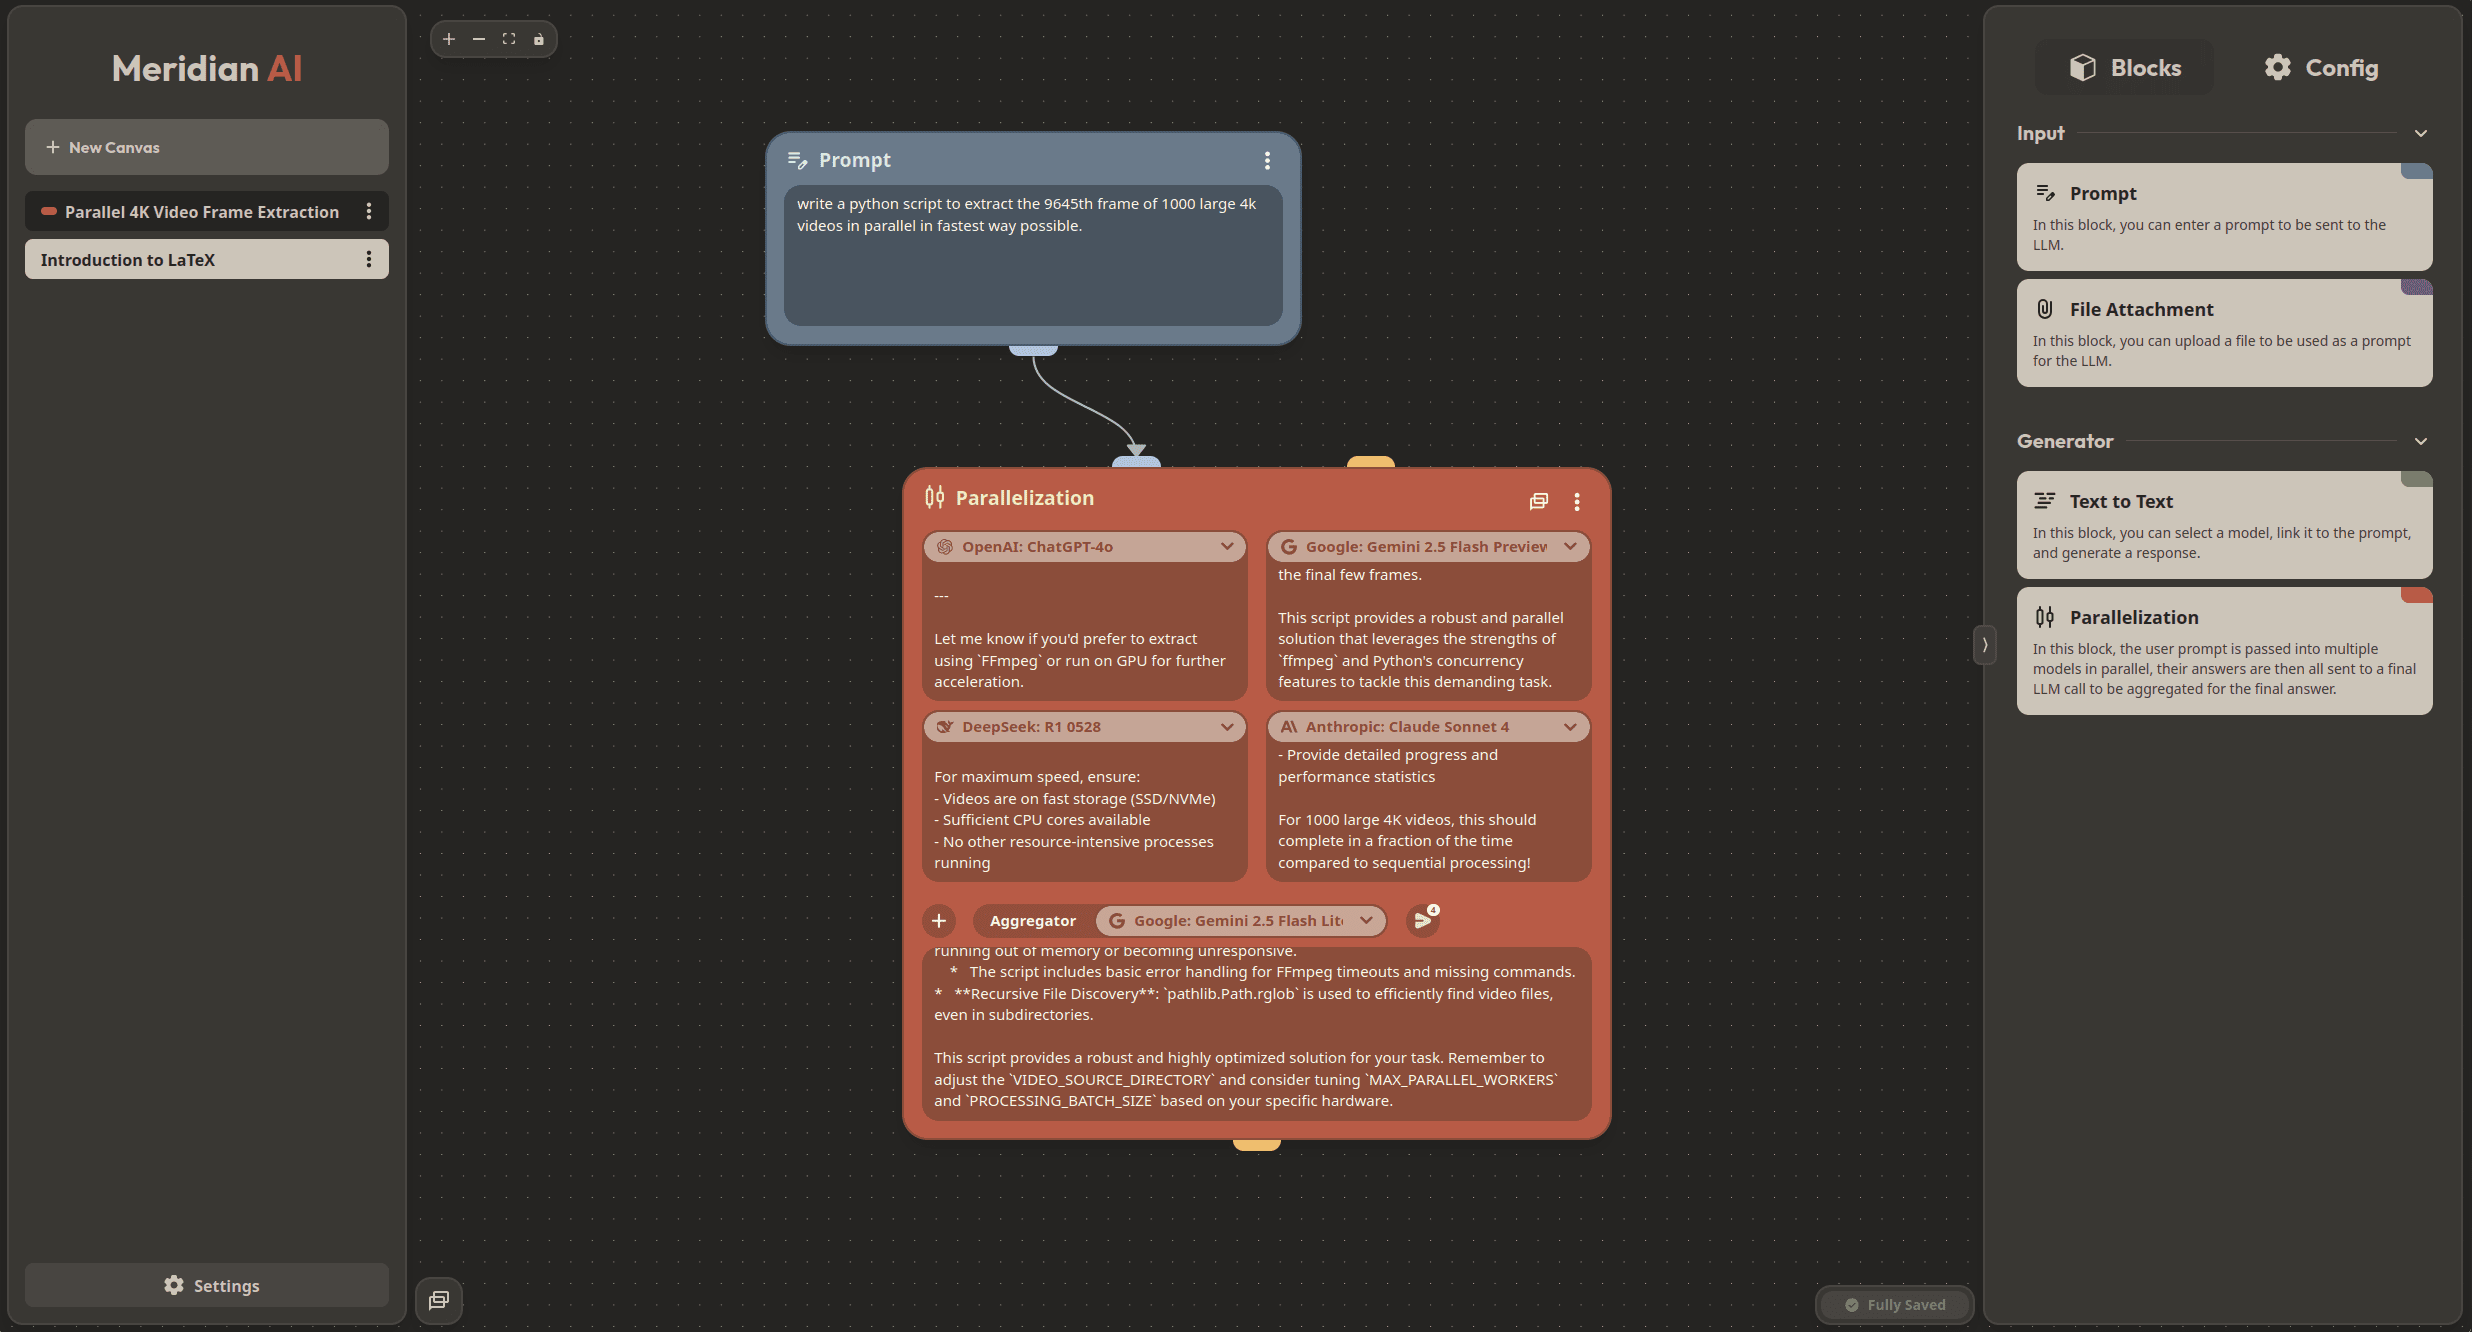 Meridian AI
New Canvas
Parallel 4K Video Frame Extraction
Introduction to LaTeX
Settings
Prompt
write a python script to extract the 9645th frame of 1000 large 4k
videos in parallel in fastest way possible.
Parallelization
OpenAI: ChatGPT-4o
---
Let me know if you'd prefer to extract
using `FFmpeg` or run on GPU for further
acceleration.
Google: Gemini 2.5 Flash Preview
the final few frames.
This script provides a robust and parallel
solution that leverages the strengths of
`ffmpeg` and Python's concurrency
features to tackle this demanding task.
DeepSeek: R1 0528
For maximum speed, ensure:
- Videos are on fast storage (SSD/NVMe)
- Sufficient CPU cores available
- No other resource-intensive processes
running
Anthropic: Claude Sonnet 4
- Provide detailed progress and
performance statistics
For 1000 large 4K videos, this should
complete in a fraction of the time
compared to sequential processing!
Aggregator
Google: Gemini 2.5 Flash Lit
4
running out of memory or becoming unresponsive.
* The script includes basic error handling for FFmpeg timeouts and missing commands.
* **Recursive File Discovery**: `pathlib.Path.rglob` is used to efficiently find video files,
even in subdirectories.
This script provides a robust and highly optimized solution for your task. Remember to
adjust the `VIDEO_SOURCE_DIRECTORY` and consider tuning `MAX_PARALLEL_WORKERS`
and `PROCESSING_BATCH_SIZE` based on your specific hardware.
Fully Saved
Blocks
Config
Input
Prompt
In this block, you can enter a prompt to be sent to the
LLM.
File Attachment
In this block, you can upload a file to be used as a prompt
for the LLM.
Generator
Text to Text
In this block, you can select a model, link it to the prompt,
and generate a response.
Parallelization
In this block, the user prompt is passed into multiple
models in parallel, their answers are then all sent to a final
LLM call to be aggregated for the final answer.